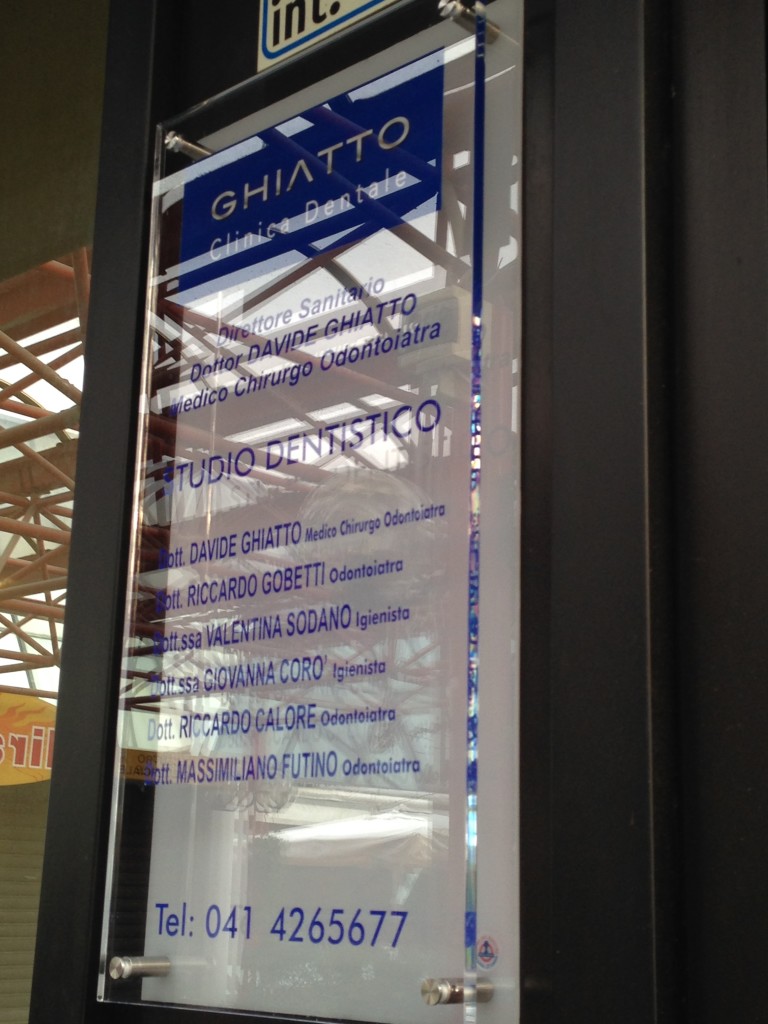 int.
GHIATTO
Clinica Dentale
Direttore Sanitario
Dottor DAVIDE GHIATTO
Medico Chirurgo Odontoiatra
STUDIO DENTISTICO
Dott. DAVIDE GHIATTO Medico Chirurgo Odontoiatra
Dott. RICCARDO GOBETTI Odontoiatra
Dott.ssa VALENTINA SODANO Igienista
Dott.ssa GIOVANNA CORO' Igienista
Dott. RICCARDO CALORE Odontoiatra
Dott. MASSIMILIANO FUTINO Odontoiatra
Tel: 041 4265677